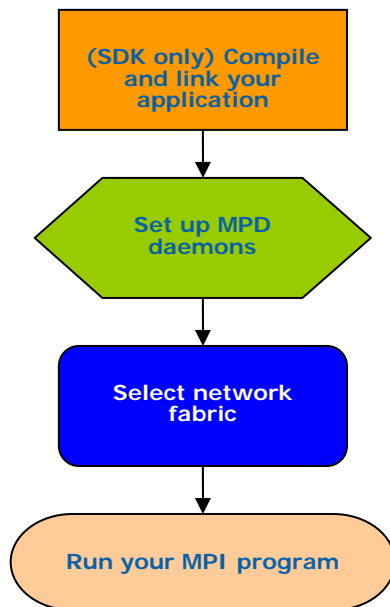 (SDK only) Compile
and link your
application
Set up MPD
daemons
Select network
fabric
Run your MPI program